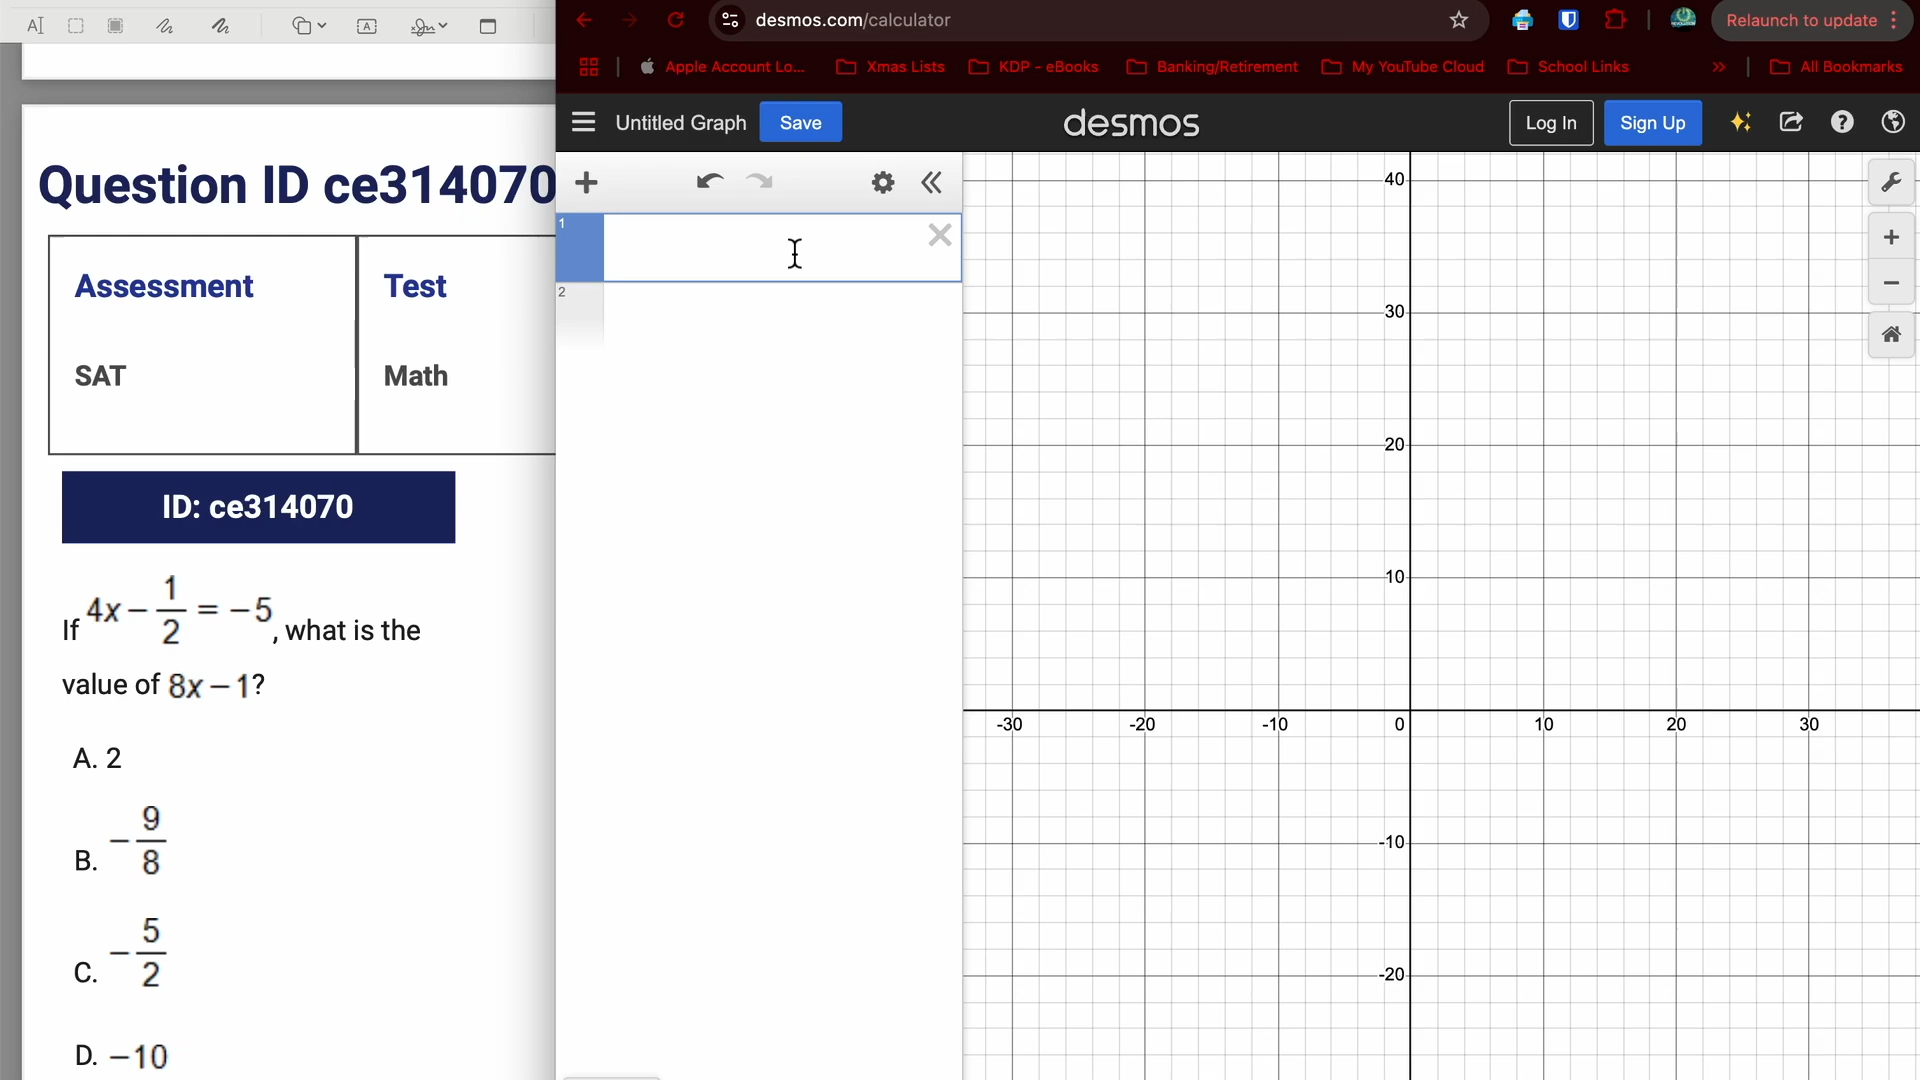 desmos.com/calculator
Relaunch to update
Apple Account Lo...
Xmas Lists
KDP - eBooks
Banking/Retirement
My YouTube Cloud
School Links
»
All Bookmarks
Untitled Graph
Save
desmos
Log In
Sign Up
Question ID ce314070
Assessment
Test
SAT
Math
ID: ce314070
If 4x − 1/2 = −5, what is the
value of 8x − 1?
A. 2
B. −9/8
C. −5/2
D. −10
1
2
40
30
20
10
-30 -20 -10 0 10 20 30
-10
-20